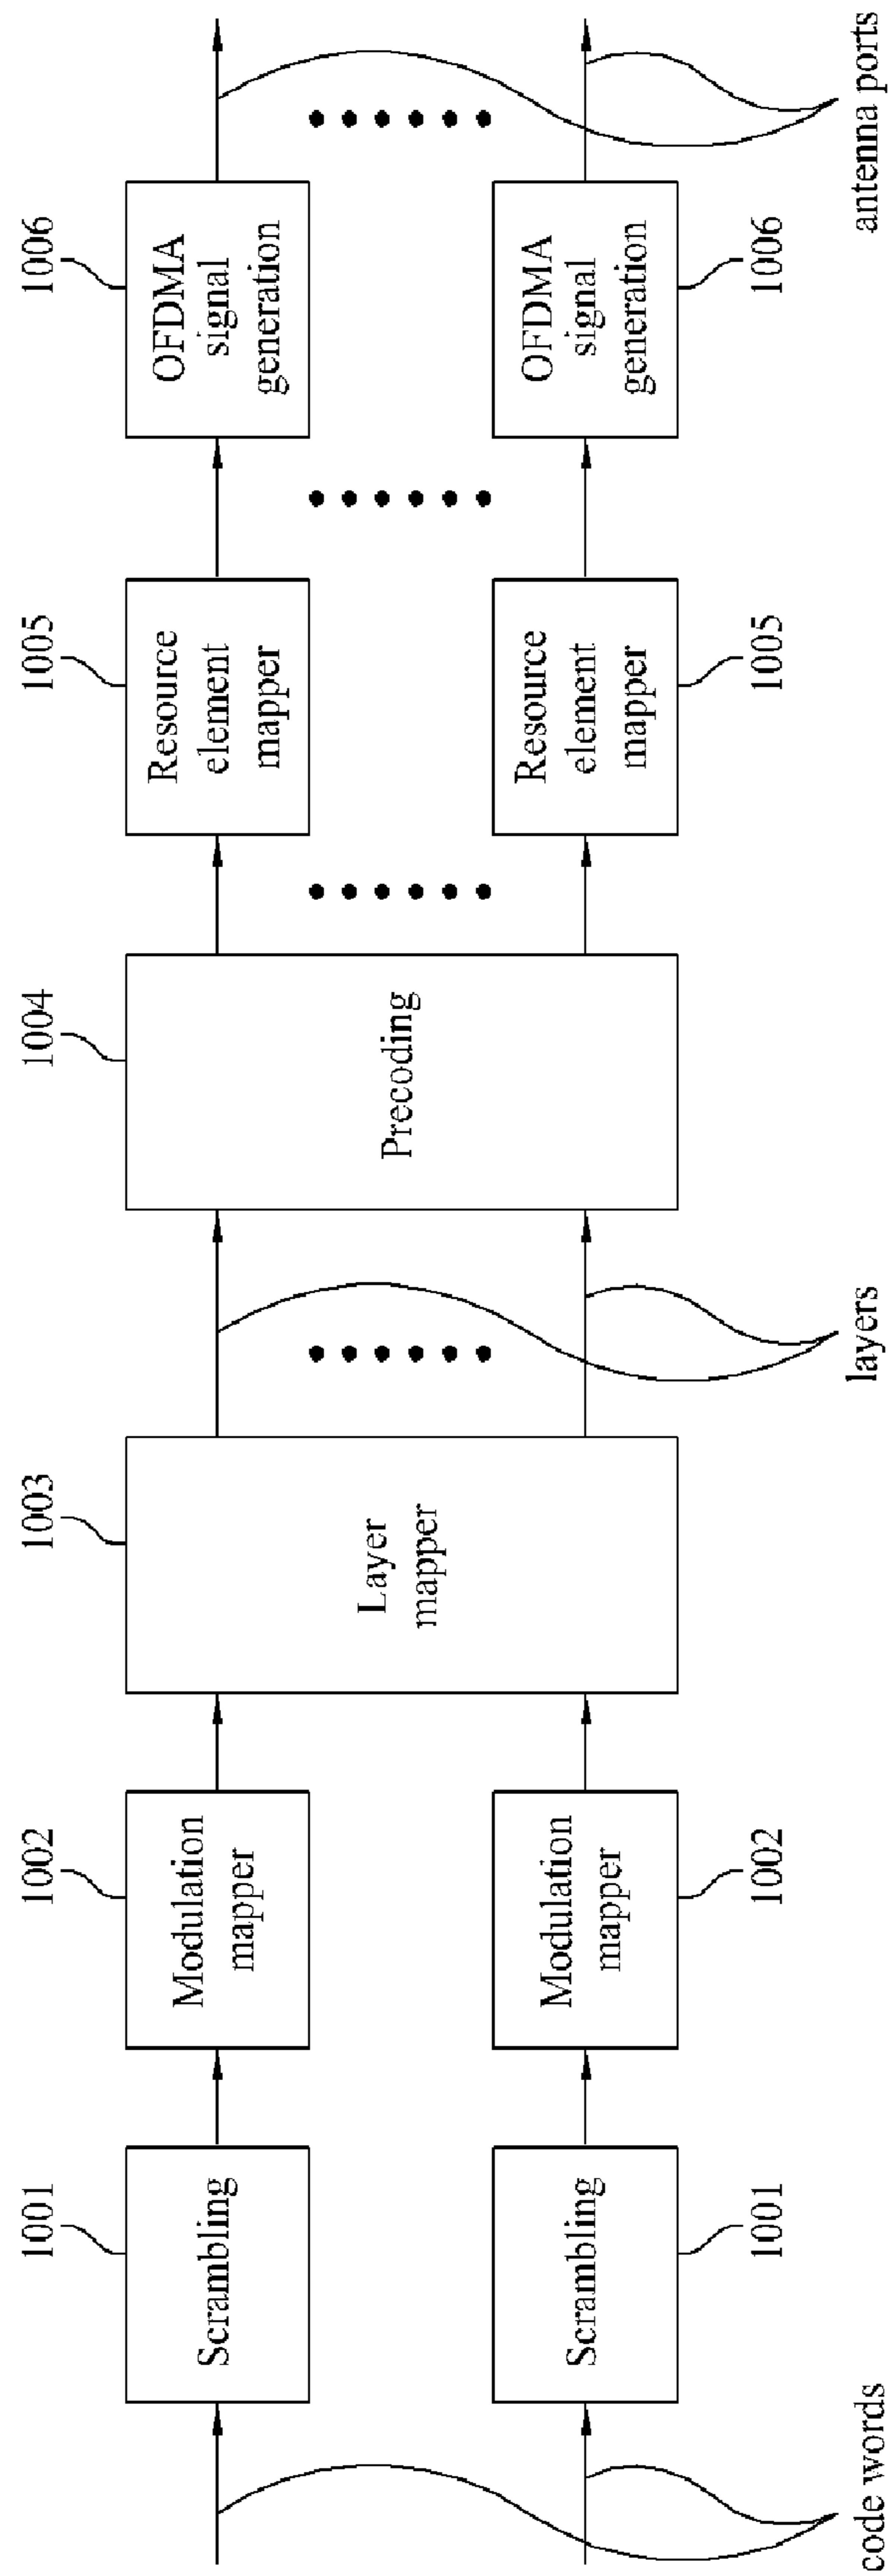 1001
1002
1003
1004
1005
1006
Scrambling
Modulation
mapper
Layer
mapper
Precoding
Resource
element
mapper
OFDMA
signal
generation
Scrambling
Modulation
mapper
Resource
element
mapper
OFDMA
signal
generation
1001
1002
1005
1006
code words
layers
antenna ports